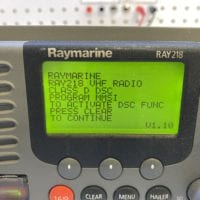 Raymarine RAY218
RAYMARINE
RAY218 VHF RADIO
CLASS D DSC
PROGRAM MMSI
TO ACTIVATE DSC FUNC
PRESS CLEAR
TO CONTINUE
V1.10
16/9 CLEAR MENU HAILER